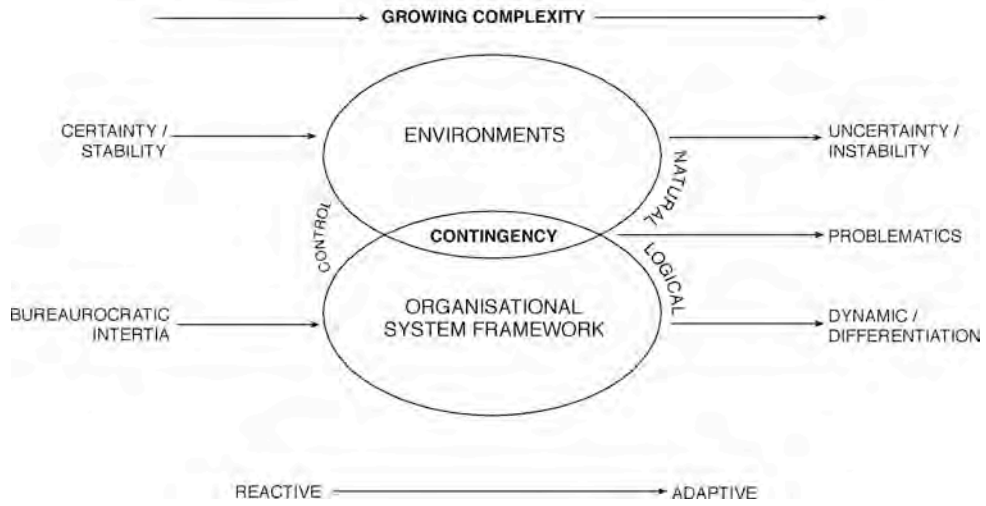 GROWING COMPLEXITY
CERTAINTY /
STABILITY
ENVIRONMENTS
UNCERTAINTY /
INSTABILITY
NATURAL
CONTROL
CONTINGENCY
PROBLEMATICS
LOGICAL
BUREAUROCRATIC
INTERTIA
ORGANISATIONAL
SYSTEM FRAMEWORK
DYNAMIC /
DIFFERENTIATION
REACTIVE
ADAPTIVE